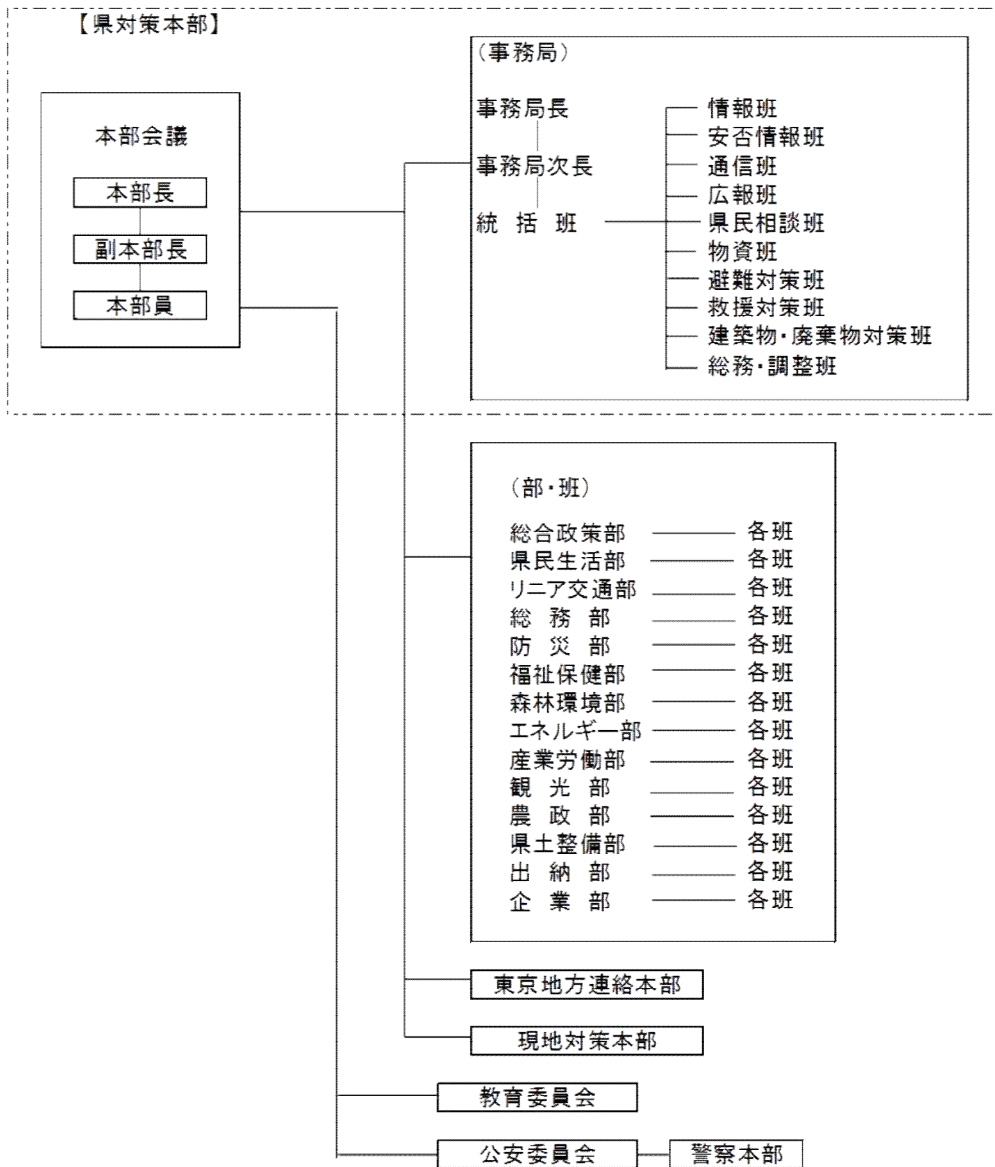 【県対策本部】
本部会議
本部長
副本部長
本部員
(事務局)
事務局長
事務局次長
統括班
情報班
安否情報班
通信班
広報班
県民相談班
物資班
避難対策班
救援対策班
建築物・廃棄物対策班
総務・調整班
(部・班)
総合政策部 各班
県民生活部 各班
リニア交通部 各班
総務部 各班
防災部 各班
福祉保健部 各班
森林環境部 各班
エネルギー部 各班
産業労働部 各班
観光部 各班
農政部 各班
県土整備部 各班
出納部 各班
企業部 各班
東京地方連絡本部
現地対策本部
教育委員会
公安委員会 警察本部